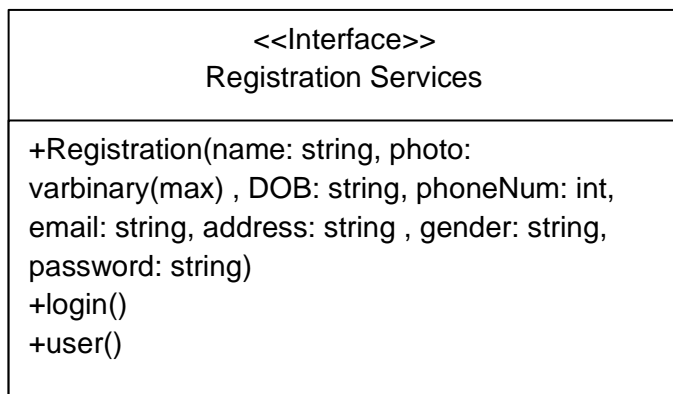 <<Interface>>
Registration Services
+Registration(name: string, photo:
varbinary(max) , DOB: string, phoneNum: int,
email: string, address: string , gender: string,
password: string)
+login()
+user()